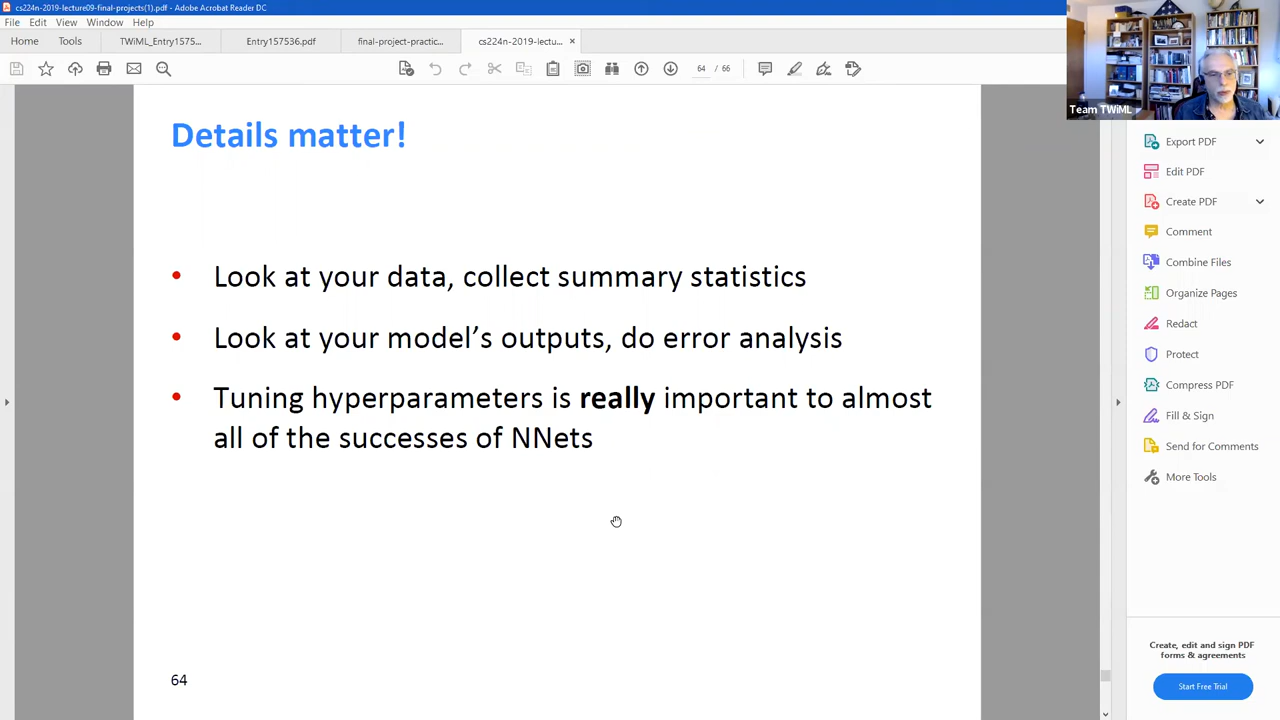 cs224n-2019-lecture09-final-projects(1).pdf - Adobe Acrobat Reader DC
File Edit View Window Help
Home Tools TWiML_Entry1575... Entry157536.pdf final-project-practic... cs224n-2019-lectu... ×
64 / 66
Team TWiML
Details matter!
• Look at your data, collect summary statistics
• Look at your model’s outputs, do error analysis
• Tuning hyperparameters is really important to almost
all of the successes of NNets
64
Export PDF
Edit PDF
Create PDF
Comment
Combine Files
Organize Pages
Redact
Protect
Compress PDF
Fill & Sign
Send for Comments
More Tools
Create, edit and sign PDF
forms & agreements
Start Free Trial